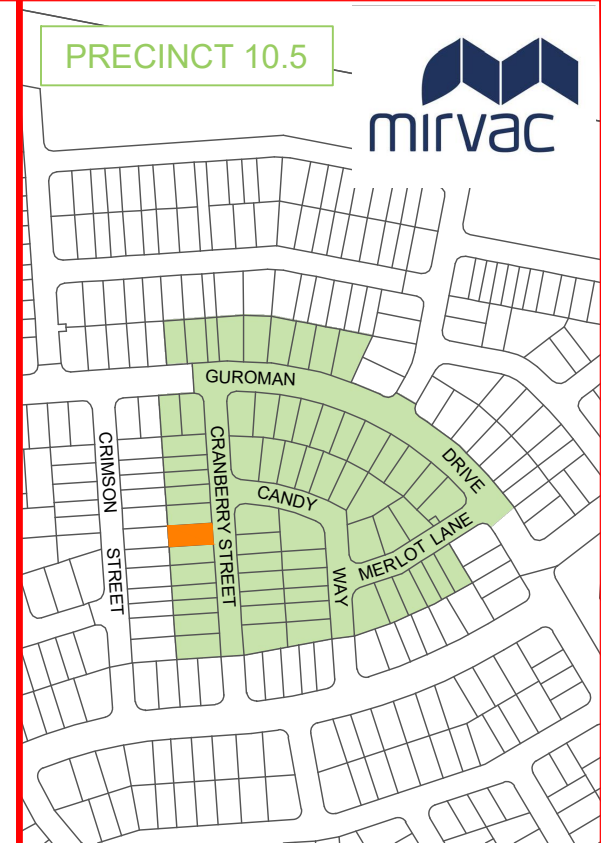 PRECINCT 10.5
mirvac
GUROMAN
DRIVE
CRIMSON
STREET
CRANBERRY STREET
CANDY
WAY
MERLOT LANE